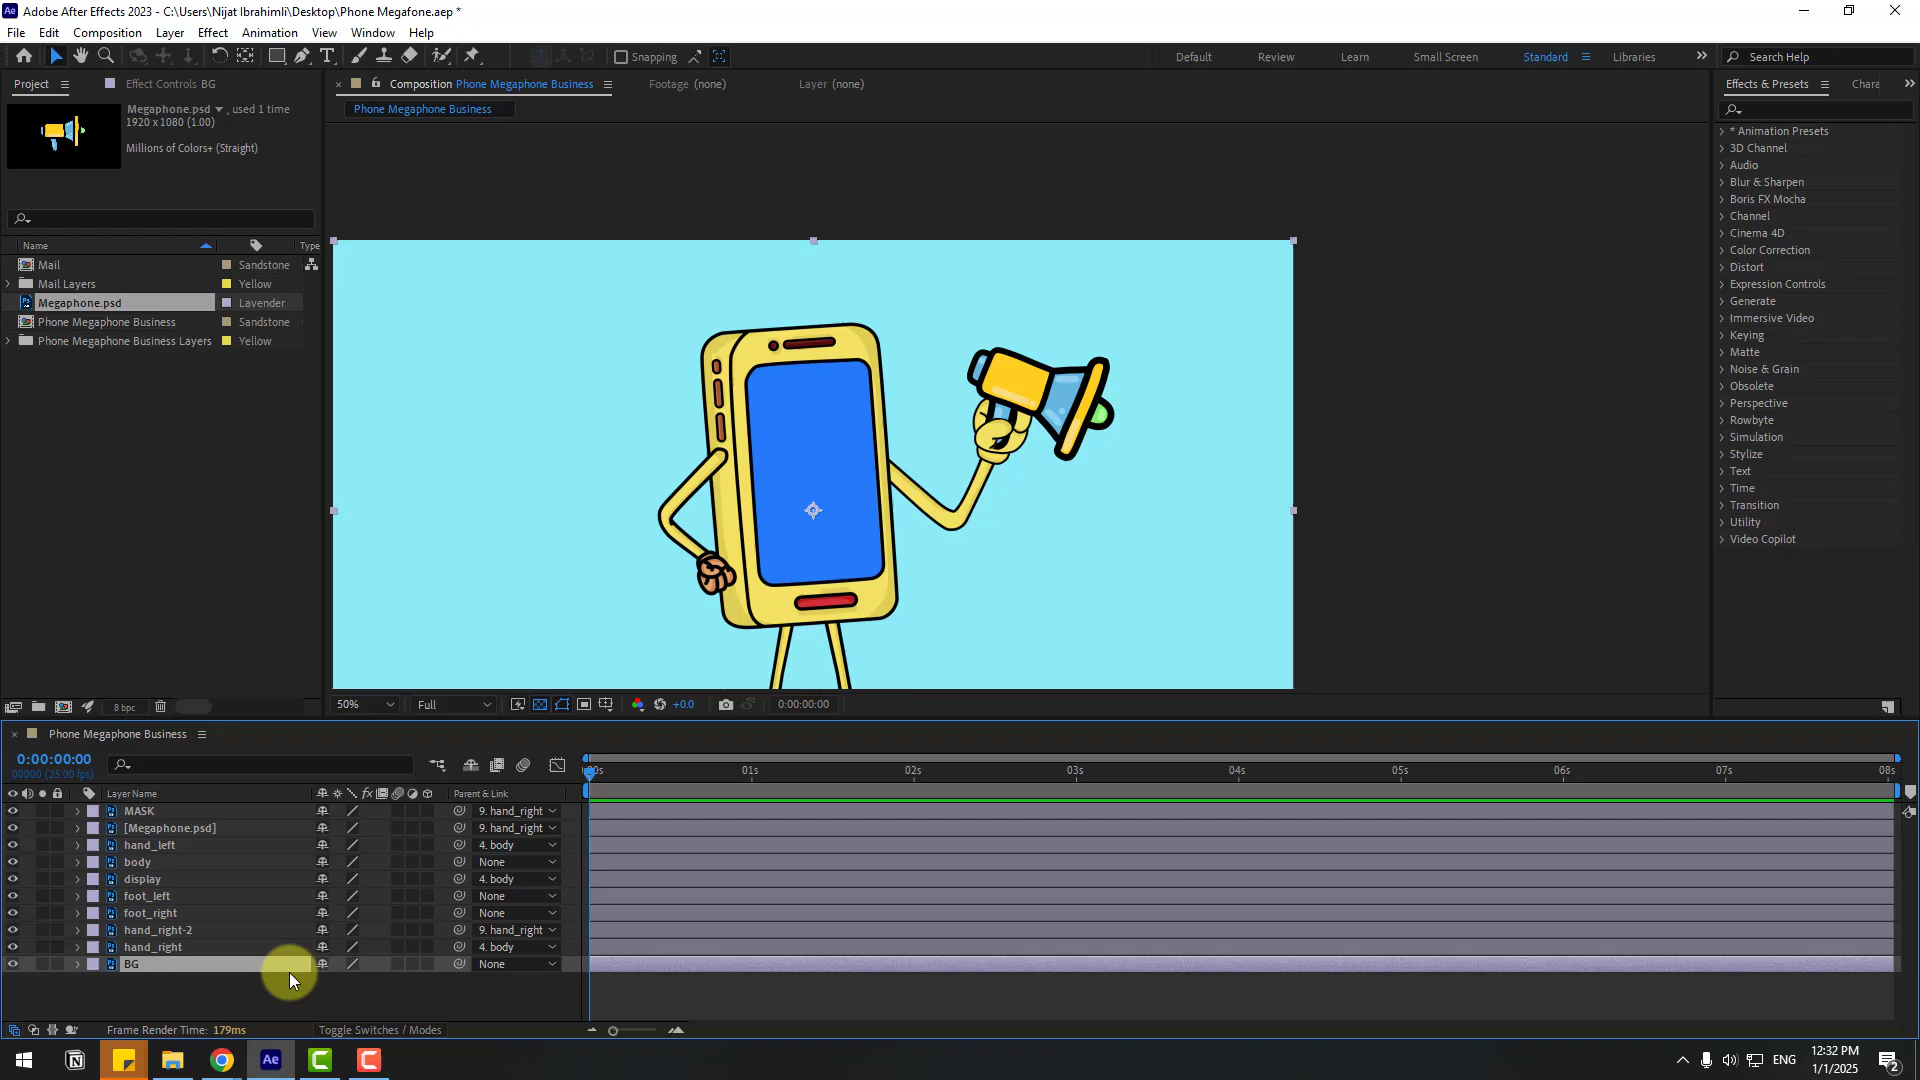 Adobe After Effects 2023 - C:\Users\Nijat Ibrahimli\Desktop\Phone Megafone.aep *
File Edit Composition Layer Effect Animation View Window Help
Snapping
Default Review Learn Small Screen Standard Libraries Search Help
Project Effect Controls BG
Megaphone.psd , used 1 time
1920 x 1080 (1.00)
Millions of Colors+ (Straight)
Name Type
Mail Sandstone
Mail Layers Yellow
Megaphone.psd Lavender
Phone Megaphone Business Sandstone
Phone Megaphone Business Layers Yellow
8 bpc
Composition Phone Megaphone Business Footage (none) Layer (none)
Phone Megaphone Business
50% Full +0.0 0:00:00:00
Effects & Presets Chara
* Animation Presets
3D Channel
Audio
Blur & Sharpen
Boris FX Mocha
Channel
Cinema 4D
Color Correction
Distort
Expression Controls
Generate
Immersive Video
Keying
Matte
Noise & Grain
Obsolete
Perspective
Rowbyte
Simulation
Stylize
Text
Time
Transition
Utility
Video Copilot
Phone Megaphone Business
0:00:00:00
00000 (25.00 fps)
01s 02s 03s 04s 05s 06s 07s 08s
Layer Name Parent & Link
MASK 9. hand_right
[Megaphone.psd] 9. hand_right
hand_left 4. body
body None
display 4. body
foot_left None
foot_right None
hand_right-2 9. hand_right
hand_right 4. body
BG None
Frame Render Time: 179ms Toggle Switches / Modes
ENG 12:32 PM
1/1/2025
2